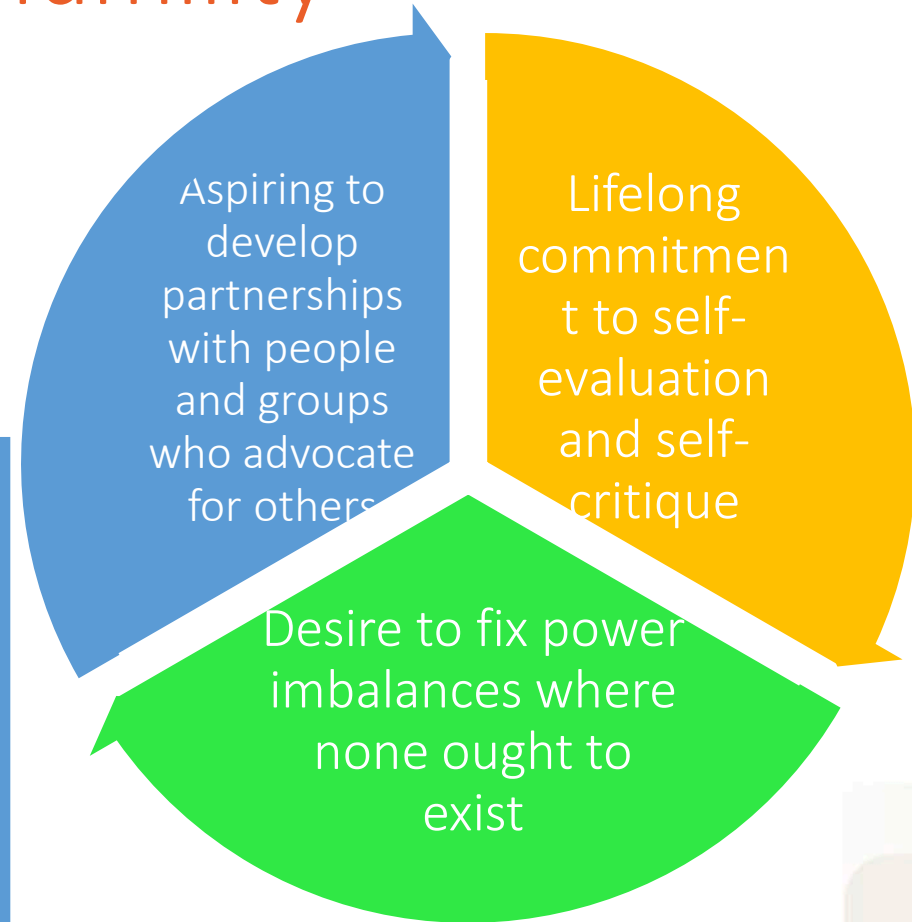 Aspiring to
develop
partnerships
with people
and groups
who advocate
for others
Lifelong
commitmen
t to self-
evaluation
and self-
critique
Desire to fix power
imbalances where
none ought to
exist